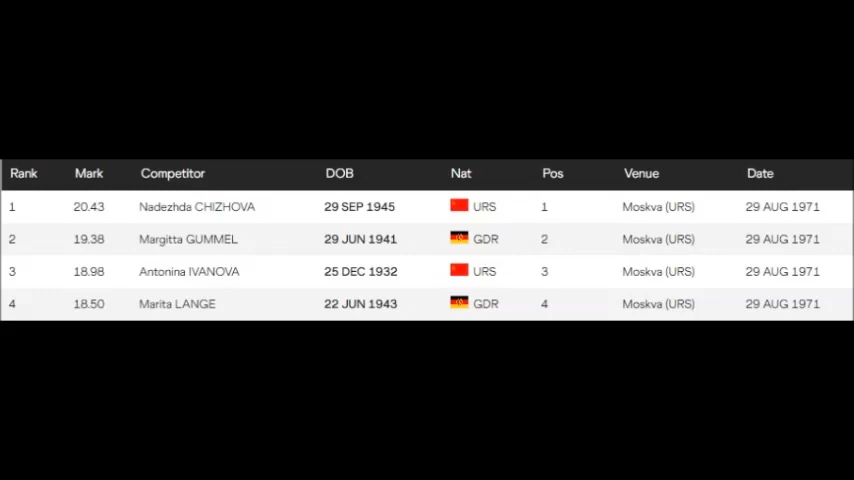 Rank Mark Competitor DOB Nat Pos Venue Date
1 20.43 Nadezhda CHIZHOVA 29 SEP 1945 URS 1 Moskva (URS) 29 AUG 1971
2 19.38 Margitta GUMMEL 29 JUN 1941 GDR 2 Moskva (URS) 29 AUG 1971
3 18.98 Antonina IVANOVA 25 DEC 1932 URS 3 Moskva (URS) 29 AUG 1971
4 18.50 Marita LANGE 22 JUN 1943 GDR 4 Moskva (URS) 29 AUG 1971